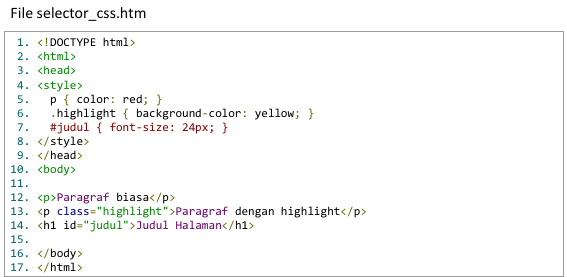 File selector_css.htm
1. <!DOCTYPE html>
2. <html>
3. <head>
4. <style>
5.   p { color: red; }
6.   .highlight { background-color: yellow; }
7.   #judul { font-size: 24px; }
8. </style>
9. </head>
10. <body>
11.
12. <p>Paragraf biasa</p>
13. <p class="highlight">Paragraf dengan highlight</p>
14. <h1 id="judul">Judul Halaman</h1>
15.
16. </body>
17. </html>